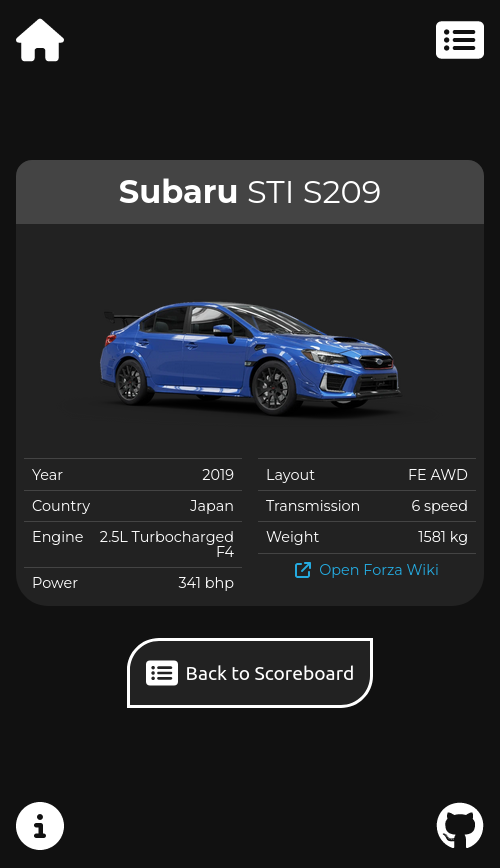 Subaru STI S209
Year 2019
Country Japan
Engine 2.5L Turbocharged
F4
Power 341 bhp
Layout FE AWD
Transmission 6 speed
Weight 1581 kg
Open Forza Wiki
Back to Scoreboard